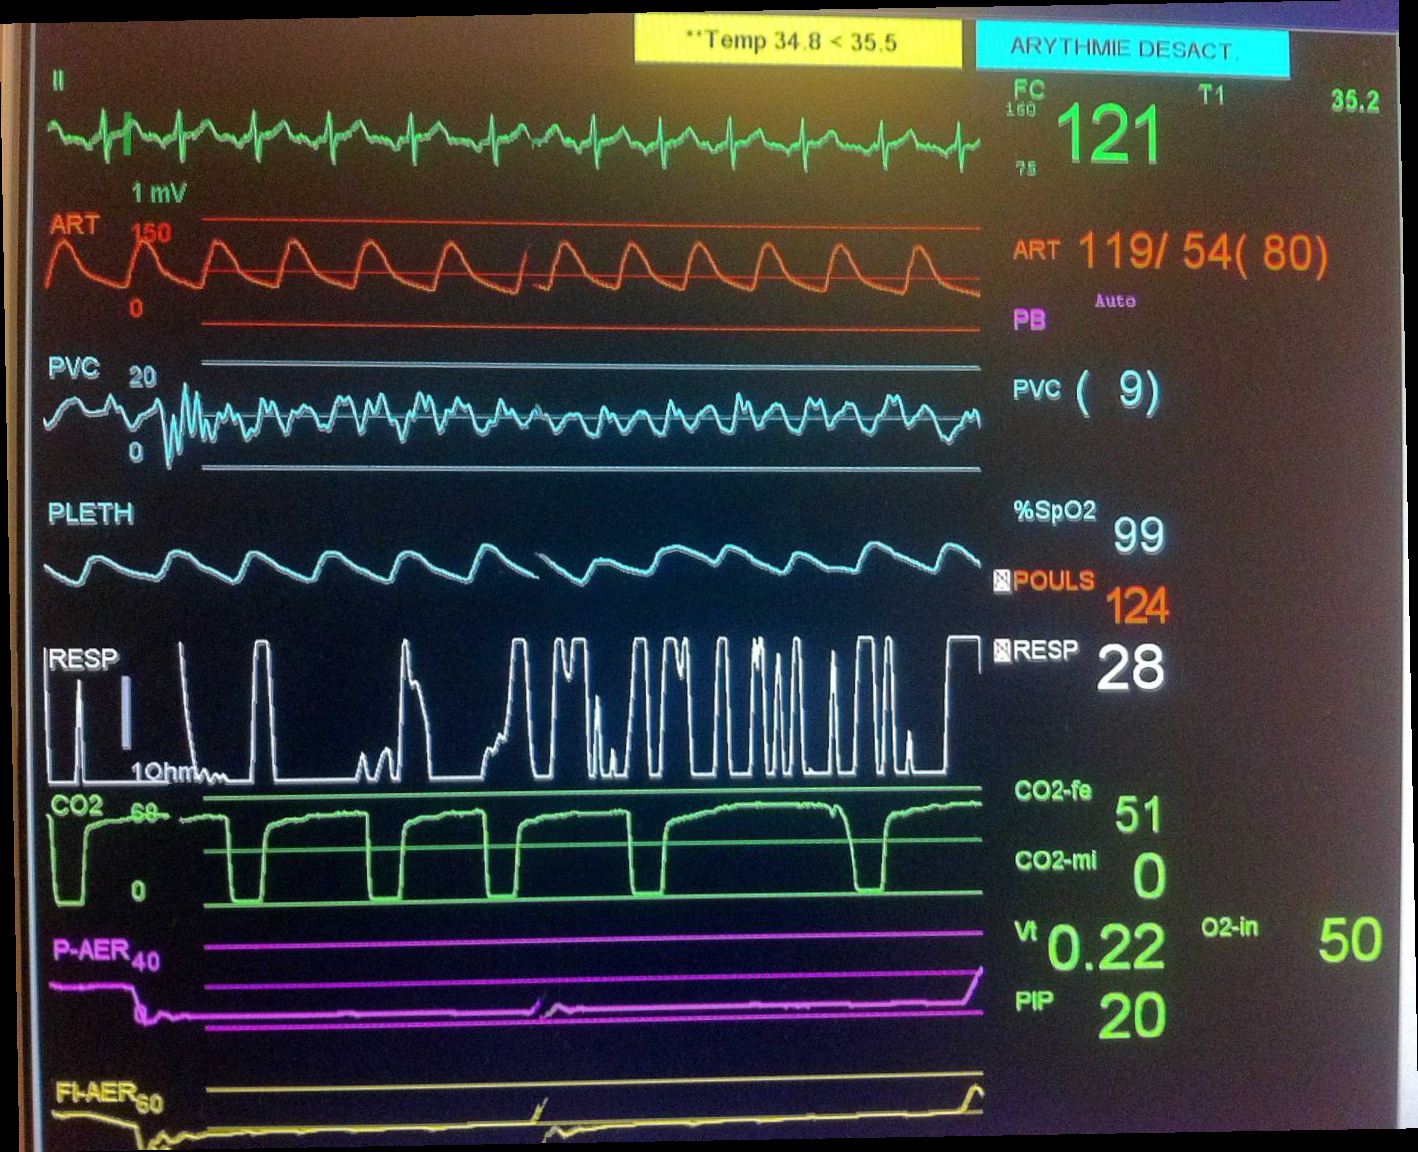 **Temp 34.8 < 35.5
ARYTHMIE DESACT.
II
1 mV
FC
160
75
121
T1
35.2
ART
150
0
ART 119/ 54( 80)
PB
Auto
PVC
20
0
PVC ( 9)
PLETH
%SpO2
99
POULS
124
RESP
1Ohm
RESP 28
CO2
60
0
CO2-fe
51
CO2-mi
0
P-AER
40
0
Vt 0.22
O2-in 50
PIP 20
FI-AER
60